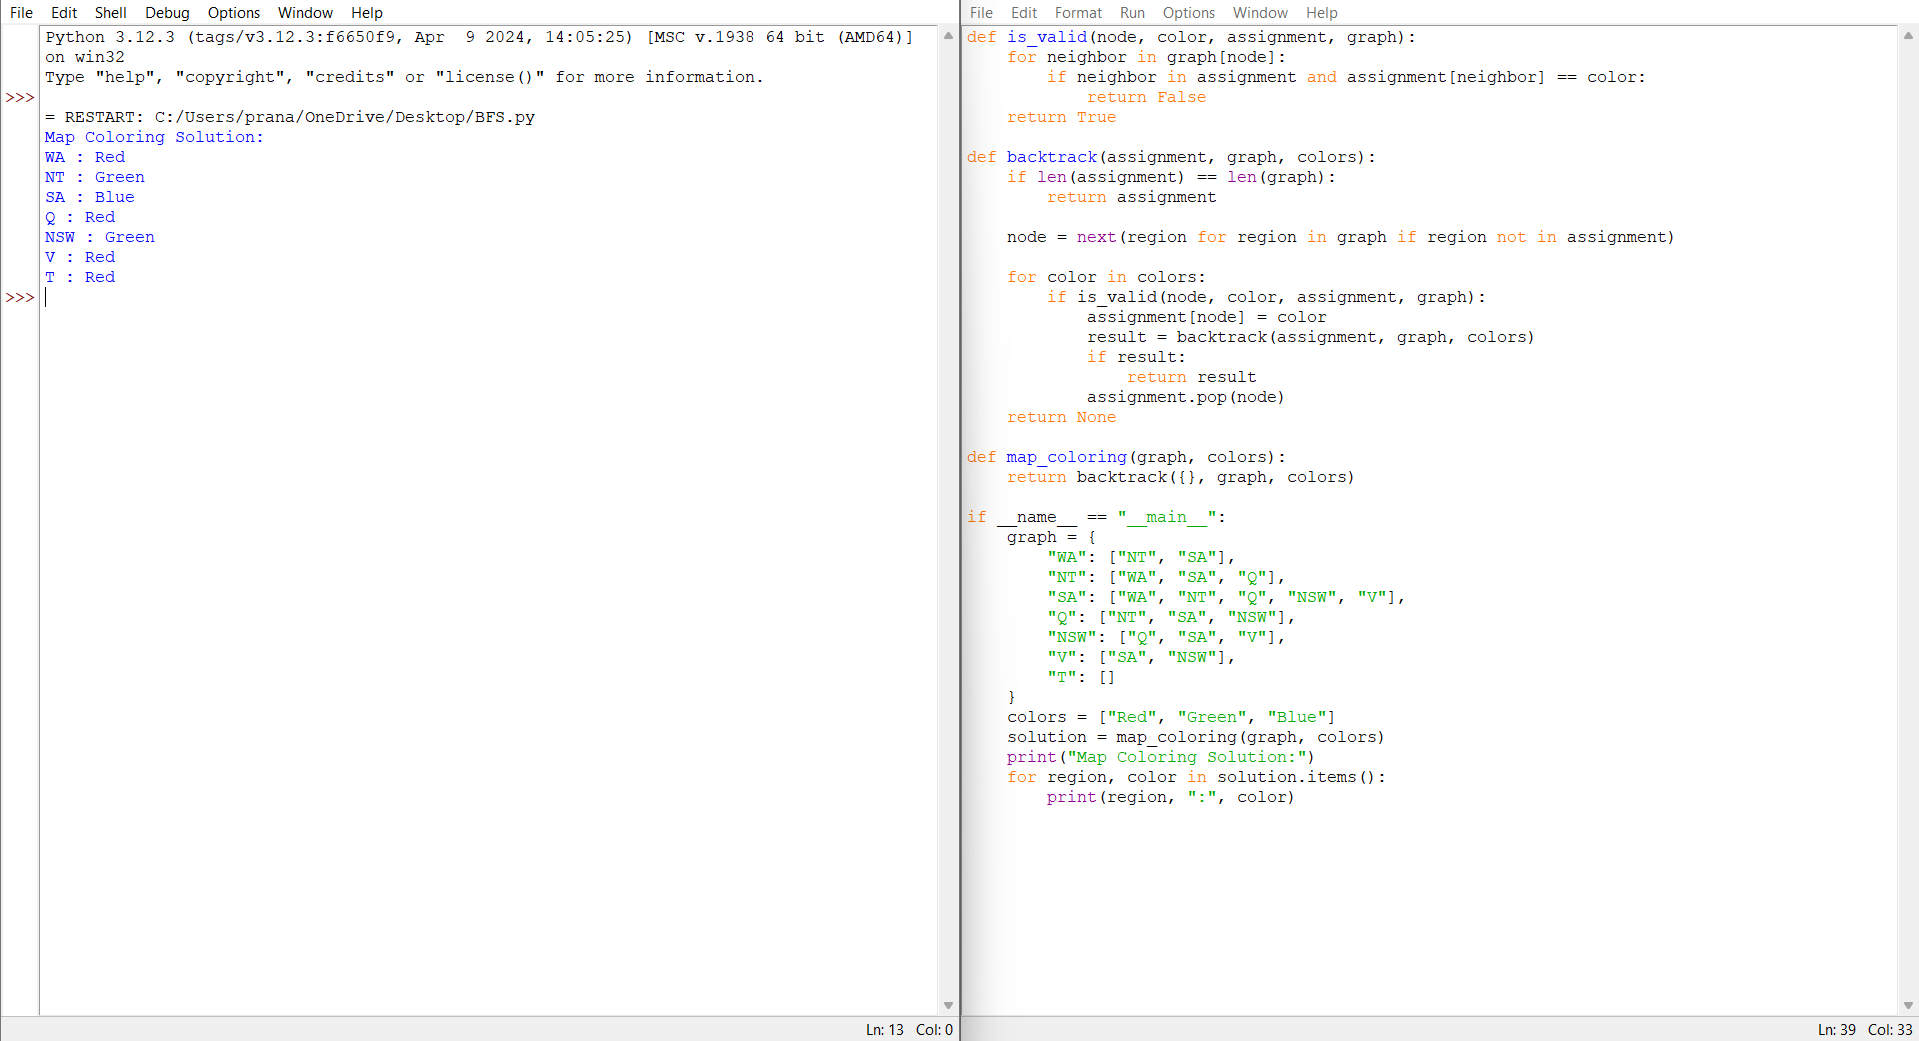 File Edit Shell Debug Options Window Help
Python 3.12.3 (tags/v3.12.3:f6650f9, Apr  9 2024, 14:05:25) [MSC v.1938 64 bit (AMD64)]
on win32
Type "help", "copyright", "credits" or "license()" for more information.
>>>
= RESTART: C:/Users/prana/OneDrive/Desktop/BFS.py
Map Coloring Solution:
WA : Red
NT : Green
SA : Blue
Q : Red
NSW : Green
V : Red
T : Red
>>>
Ln: 13 Col: 0
File Edit Format Run Options Window Help
def is_valid(node, color, assignment, graph):
    for neighbor in graph[node]:
        if neighbor in assignment and assignment[neighbor] == color:
            return False
    return True
def backtrack(assignment, graph, colors):
    if len(assignment) == len(graph):
        return assignment
    node = next(region for region in graph if region not in assignment)
    for color in colors:
        if is_valid(node, color, assignment, graph):
            assignment[node] = color
            result = backtrack(assignment, graph, colors)
            if result:
                return result
            assignment.pop(node)
    return None
def map_coloring(graph, colors):
    return backtrack({}, graph, colors)
if __name__ == "__main__":
    graph = {
        "WA": ["NT", "SA"],
        "NT": ["WA", "SA", "Q"],
        "SA": ["WA", "NT", "Q", "NSW", "V"],
        "Q": ["NT", "SA", "NSW"],
        "NSW": ["Q", "SA", "V"],
        "V": ["SA", "NSW"],
        "T": []
    }
    colors = ["Red", "Green", "Blue"]
    solution = map_coloring(graph, colors)
    print("Map Coloring Solution:")
    for region, color in solution.items():
        print(region, ":", color)
Ln: 39 Col: 33